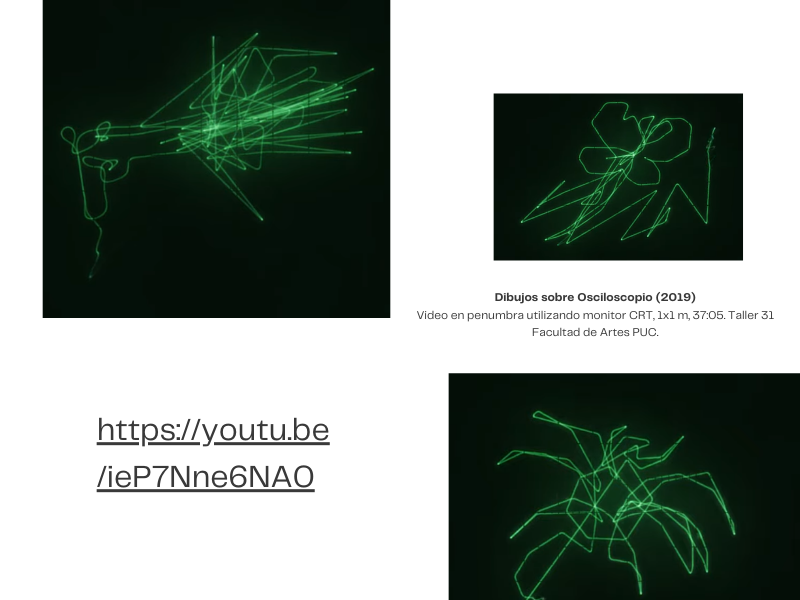 Dibujos sobre Osciloscopio (2019)
Video en penumbra utilizando monitor CRT, 1x1 m, 37:05. Taller 31
Facultad de Artes PUC.
https://youtu.be
/ieP7Nne6NA0